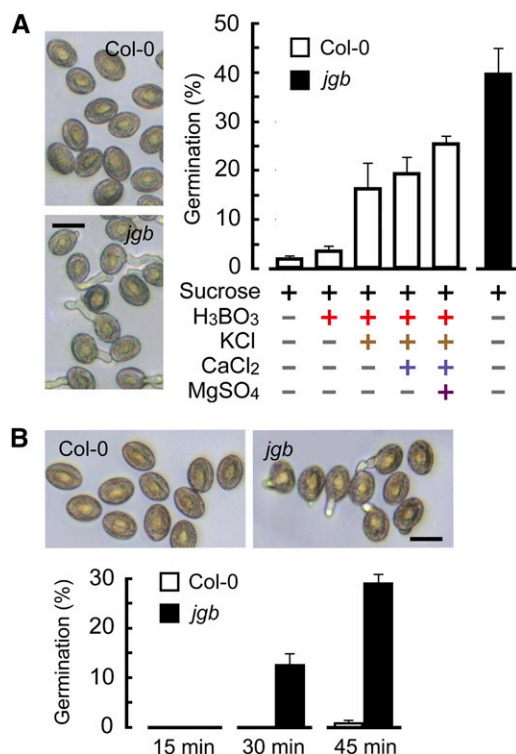 A
Col-0
jgb
Germination (%)
50
40
30
20
10
0
Col-0
jgb
Sucrose + + + + + +
H₃BO₃ − + + + + −
KCl − − + + + −
CaCl₂ − − − + + −
MgSO₄ − − − − + −
B
Col-0
jgb
Germination (%)
30
20
10
0
Col-0
jgb
15 min 30 min 45 min